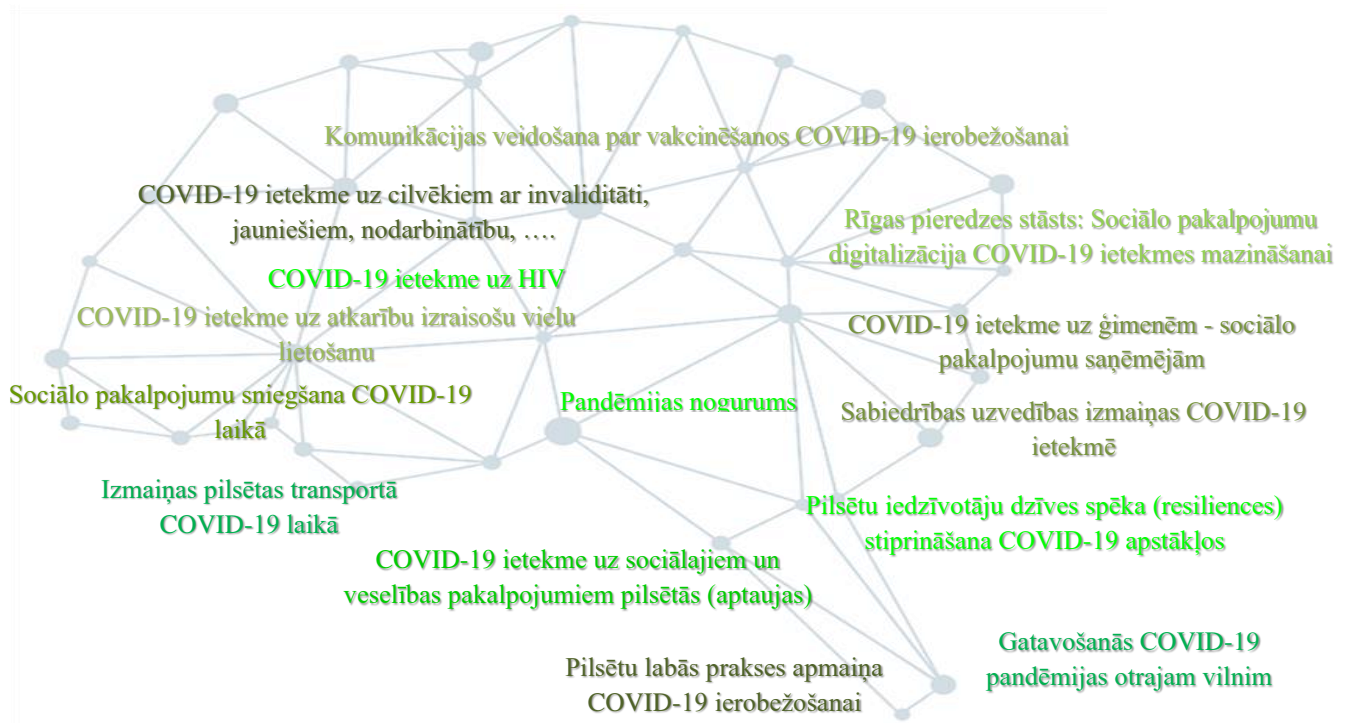 Komunikācijas veidošana par vakcinēšanos COVID-19 ierobežošanai
COVID-19 ietekme uz cilvēkiem ar invaliditāti,
jauniešiem, nodarbinātību, ….
Rīgas pieredzes stāsts: Sociālo pakalpojumu
digitalizācija COVID-19 ietekmes mazināšanai
COVID-19 ietekme uz HIV
COVID-19 ietekme uz atkarību izraisošu vielu
lietošanu
COVID-19 ietekme uz ģimenēm - sociālo
pakalpojumu saņēmējām
Sociālo pakalpojumu sniegšana COVID-19
laikā
Pandēmijas nogurums
Sabiedrības uzvedības izmaiņas COVID-19
ietekmē
Izmaiņas pilsētas transportā
COVID-19 laikā
Pilsētu iedzīvotāju dzīves spēka (resiliences)
stiprināšana COVID-19 apstākļos
COVID-19 ietekme uz sociālajiem un
veselības pakalpojumiem pilsētās (aptaujas)
Gatavošanās COVID-19
pandēmijas otrajam vilnim
Pilsētu labās prakses apmaiņa
COVID-19 ierobežošanai